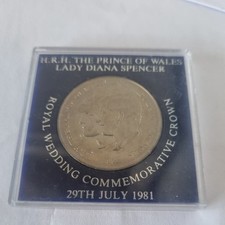 H.R.H. THE PRINCE OF WALES
LADY DIANA SPENCER
ROYAL WEDDING COMMEMORATIVE CROWN
29TH JULY 1981